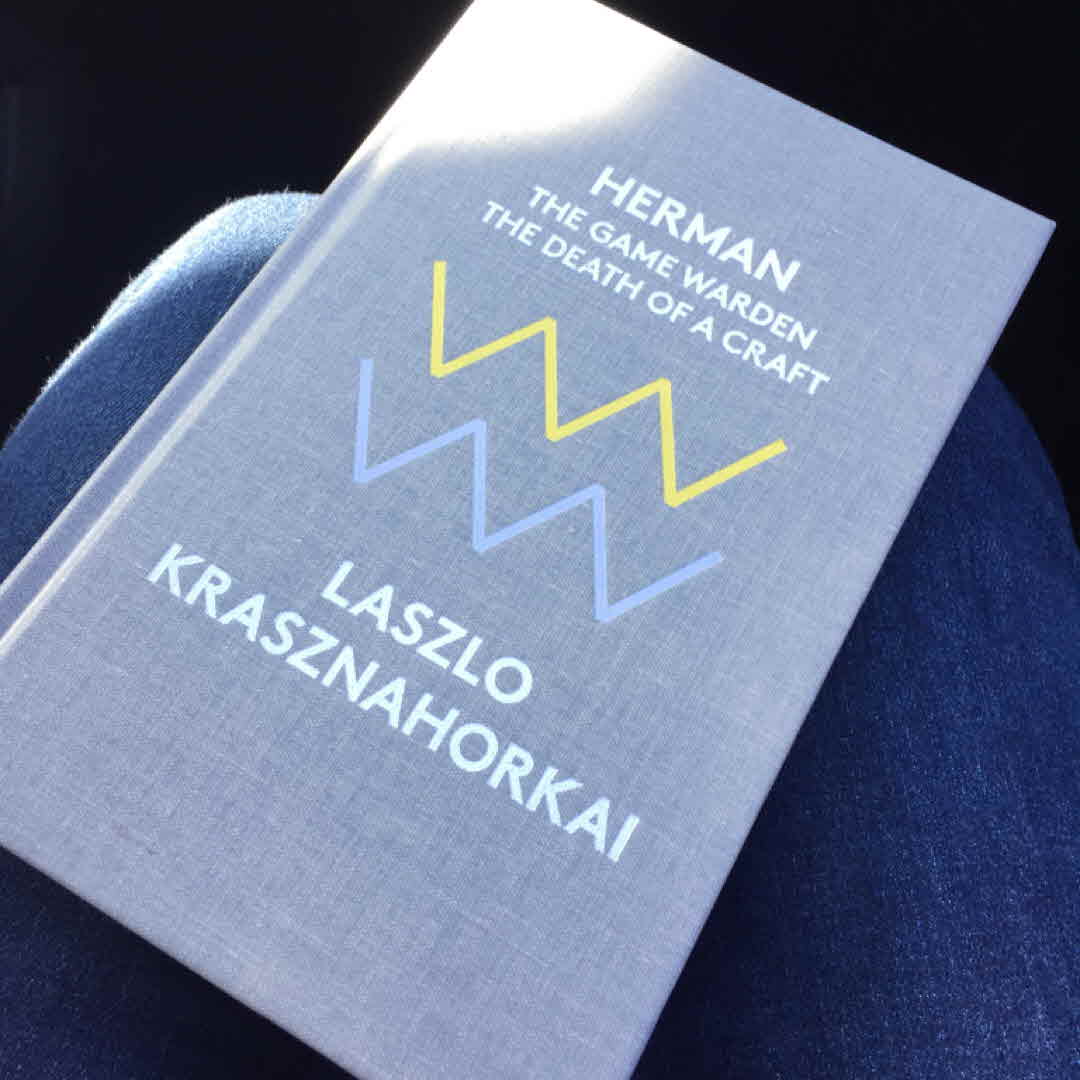 HERMAN
THE GAME WARDEN
THE DEATH OF A CRAFT
LASZLO
KRASZNAHORKAI